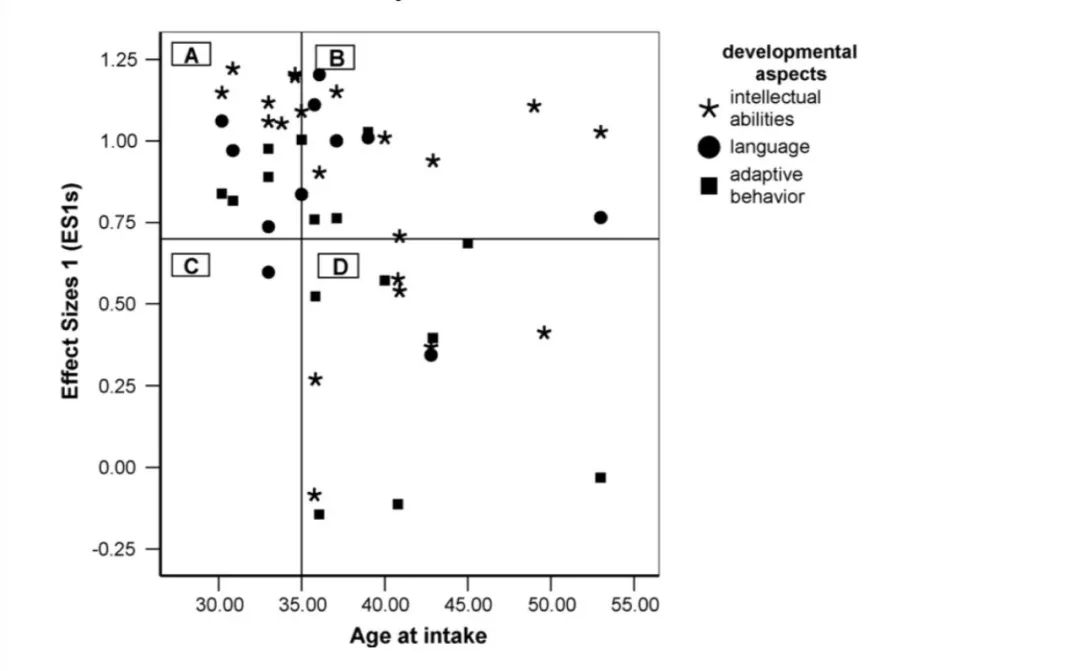 A
B
C
D
1.25
1.00
0.75
0.50
0.25
0.00
-0.25
Effect Sizes 1 (ES1s)
30.00 35.00 40.00 45.00 50.00 55.00
Age at intake
developmental
aspects
intellectual
abilities
language
adaptive
behavior